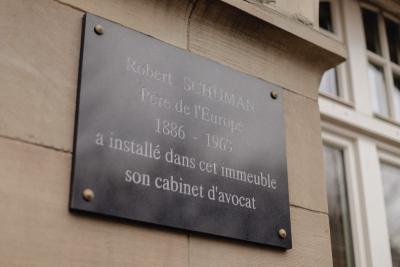 Robert SCHUMAN
Père de l'Europe
1886 - 1963
a installé dans cet immeuble
son cabinet d'avocat